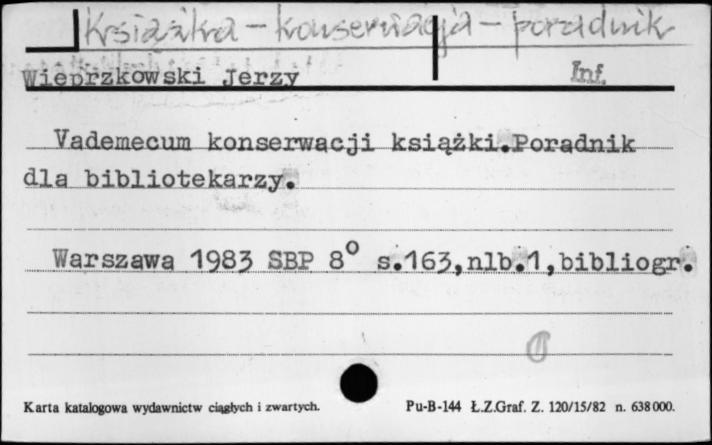 Książka - konserwacja - poradnik
Wieprzkowski Jerzy Inf.
Vademecum konserwacji książki.Poradnik
dla bibliotekarzy.
Warszawa 1983 SBP 8° s.163,nlb.1,bibliogr.
Karta katalogowa wydawnictw ciągłych i zwartych. Pu-B-144 Ł.Z.Graf. Z. 120/15/82 n. 638 000.